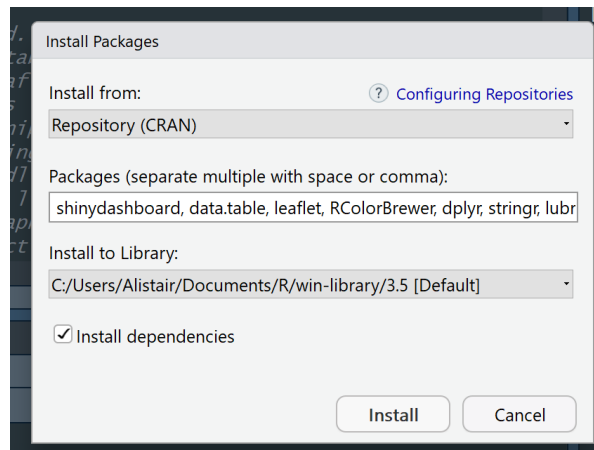 Install Packages
Install from:
? Configuring Repositories
Repository (CRAN)
Packages (separate multiple with space or comma):
shinydashboard, data.table, leaflet, RColorBrewer, dplyr, stringr, lubr
Install to Library:
C:/Users/Alistair/Documents/R/win-library/3.5 [Default]
Install dependencies
Install
Cancel